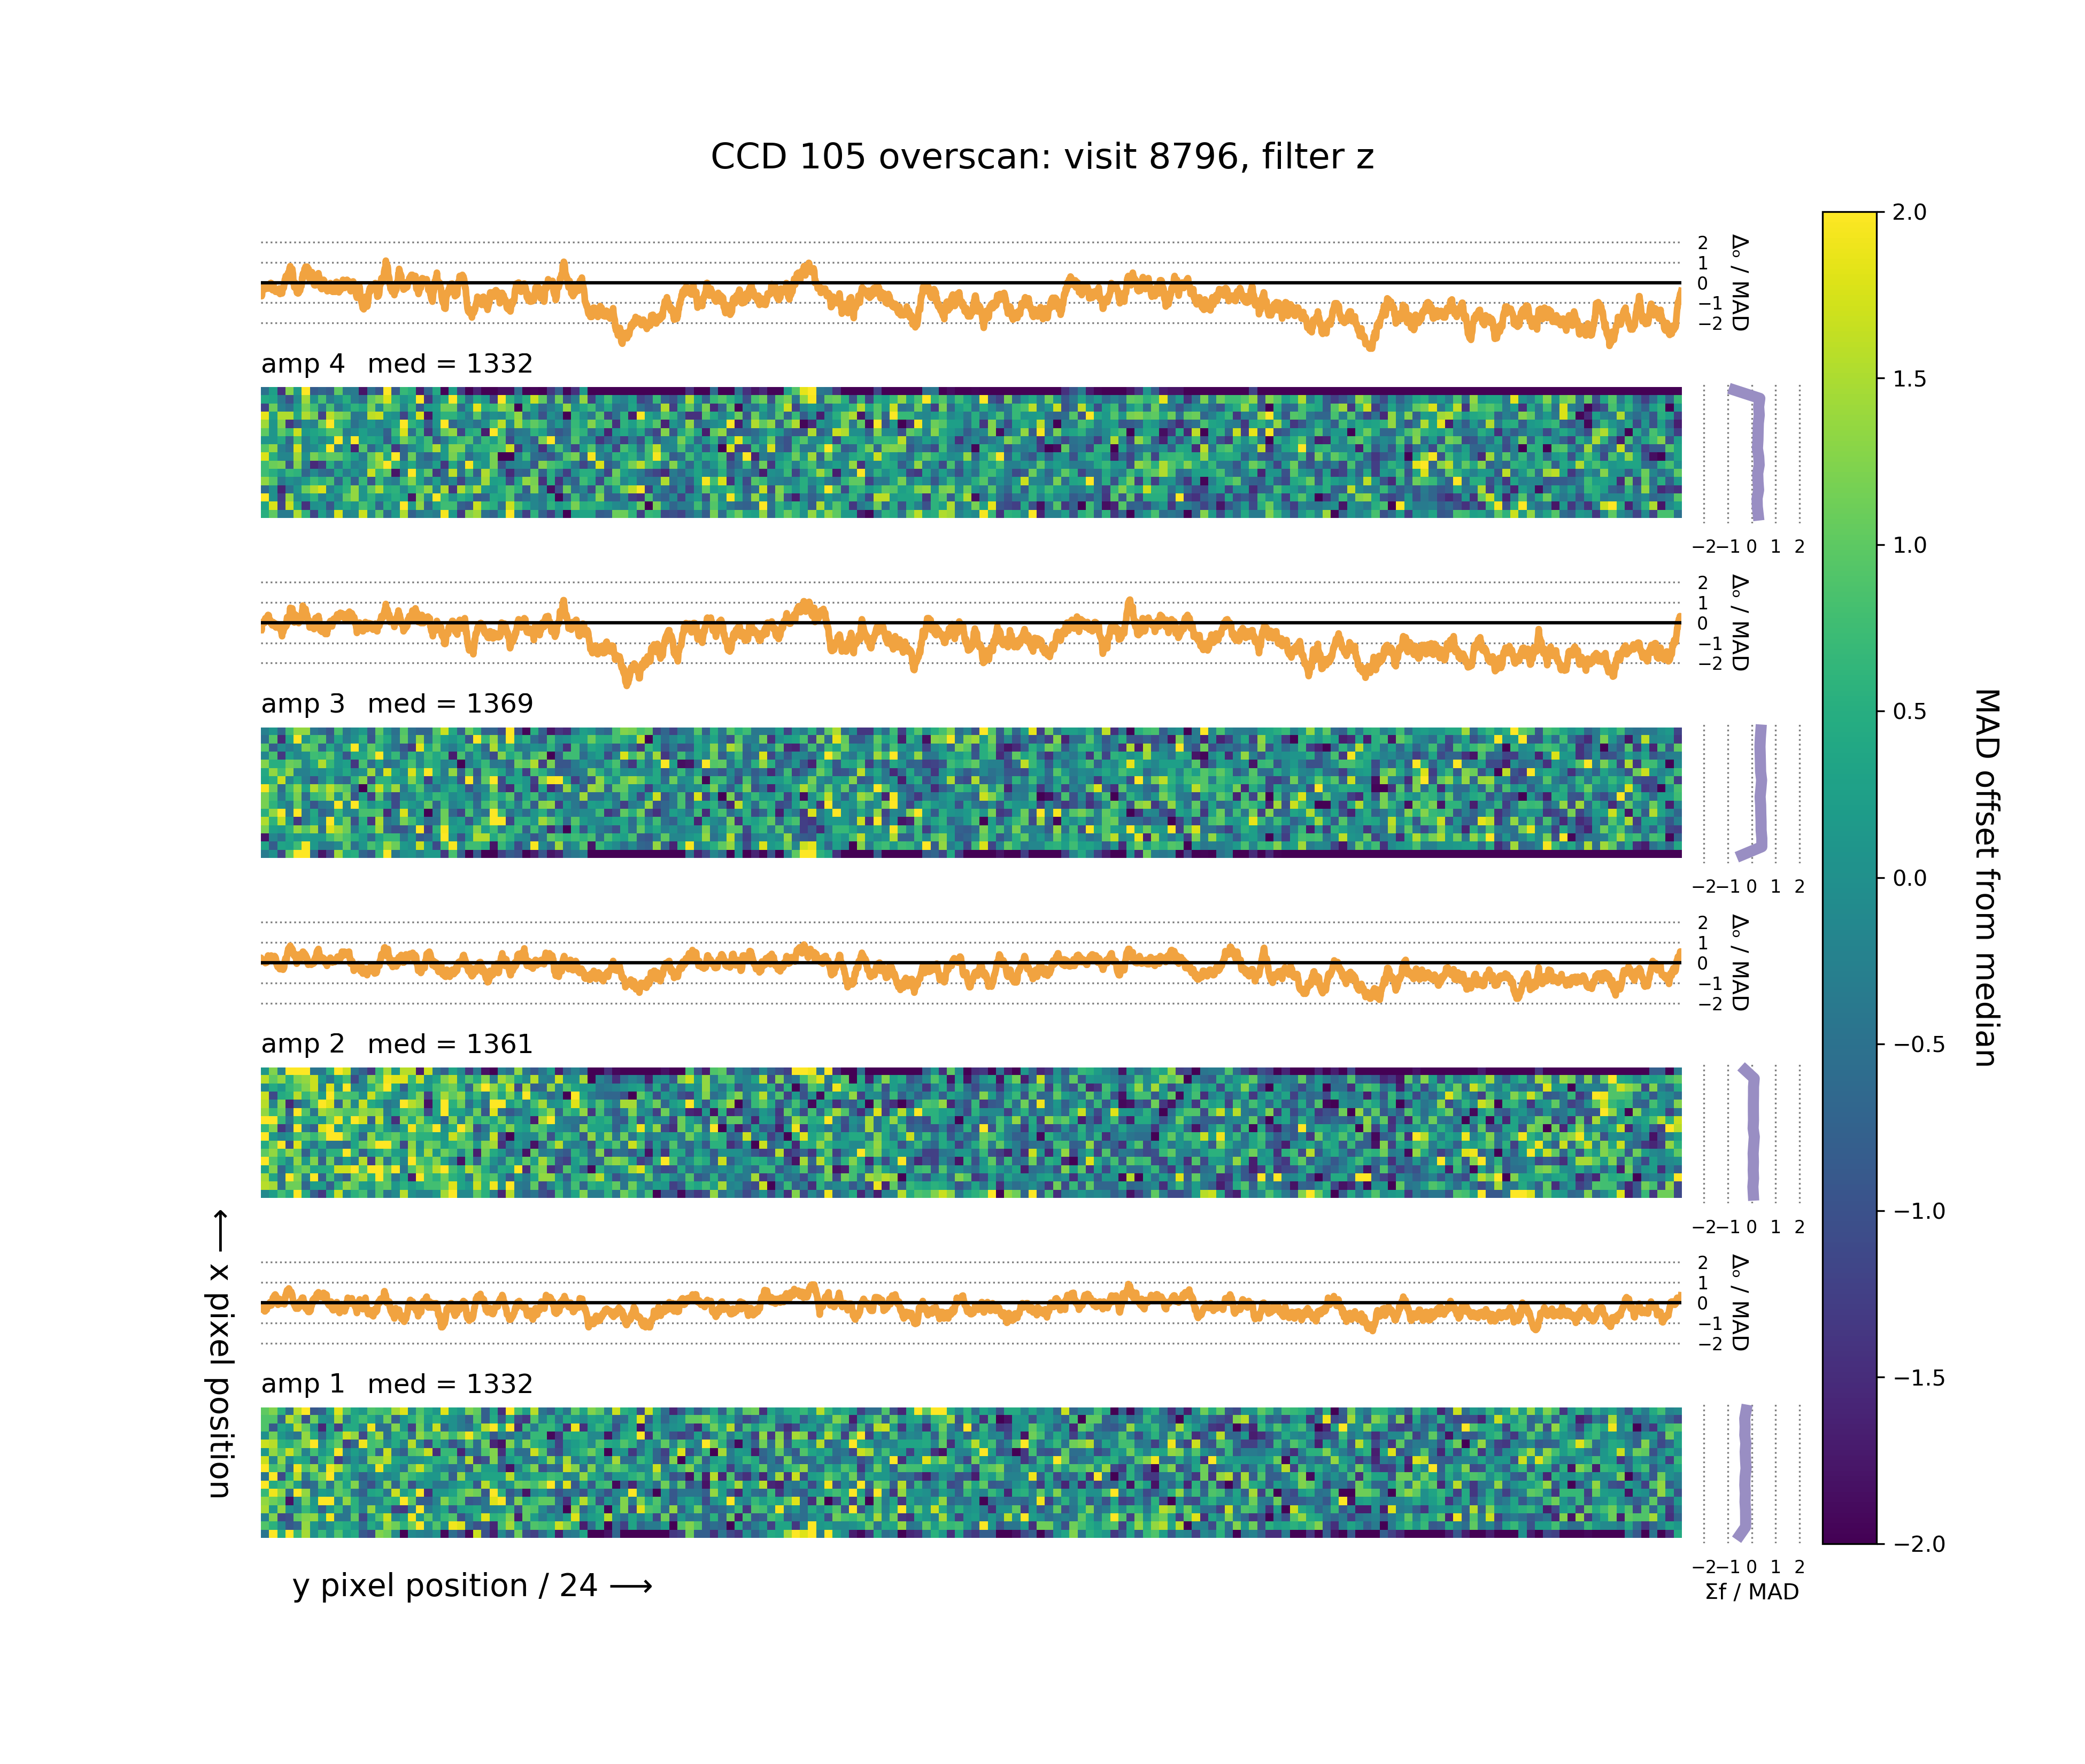 CCD 105 overscan: visit 8796, filter z
2
1
0
−1
−2
Δₒ / MAD
amp 4 med = 1332
−2 −1 0 1 2
2
1
0
−1
−2
Δₒ / MAD
amp 3 med = 1369
−2 −1 0 1 2
2
1
0
−1
−2
Δₒ / MAD
amp 2 med = 1361
−2 −1 0 1 2
2
1
0
−1
−2
Δₒ / MAD
amp 1 med = 1332
−2 −1 0 1 2
Σf / MAD
y pixel position / 24 ⟶
⟵ x pixel position
2.0
1.5
1.0
0.5
0.0
−0.5
−1.0
−1.5
−2.0
MAD offset from median